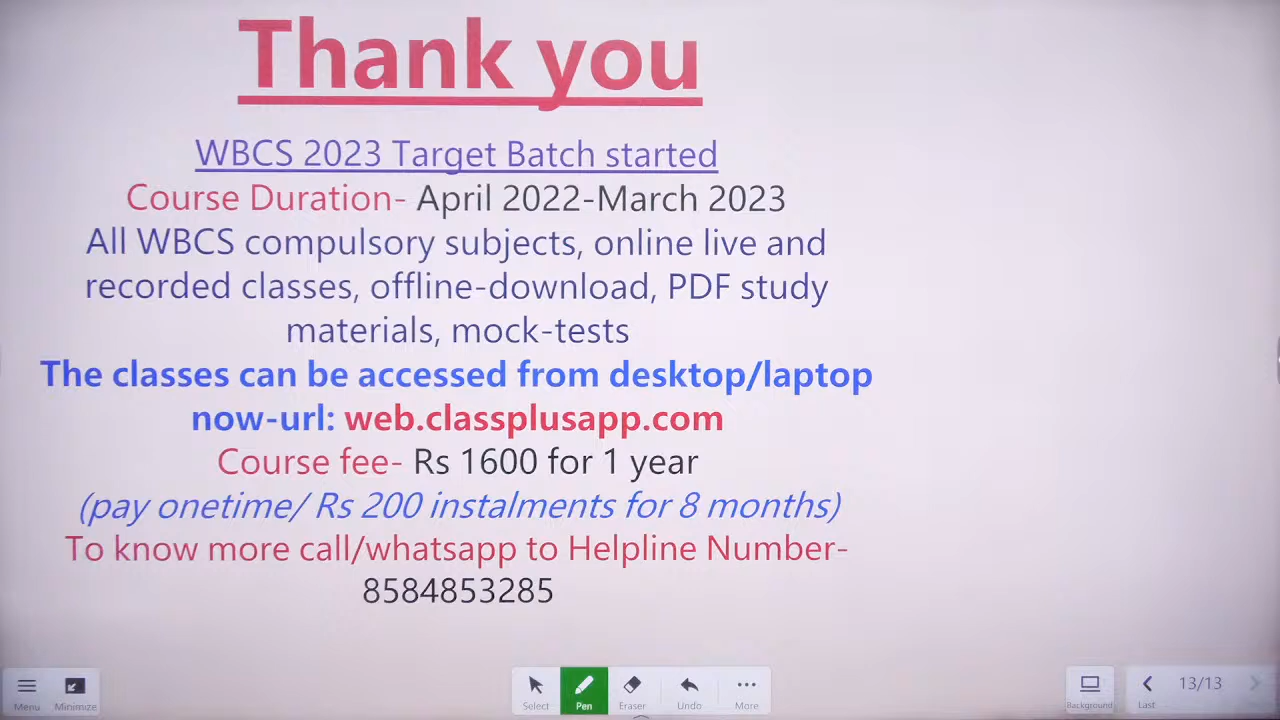 Thank you
WBCS 2023 Target Batch started
Course Duration- April 2022-March 2023
All WBCS compulsory subjects, online live and
recorded classes, offline-download, PDF study
materials, mock-tests
The classes can be accessed from desktop/laptop
now-url: web.classplusapp.com
Course fee- Rs 1600 for 1 year
(pay onetime/ Rs 200 instalments for 8 months)
To know more call/whatsapp to Helpline Number-
8584853285
Menu
Minimize
Select
Pen
Eraser
Undo
More
Background
Last
13/13